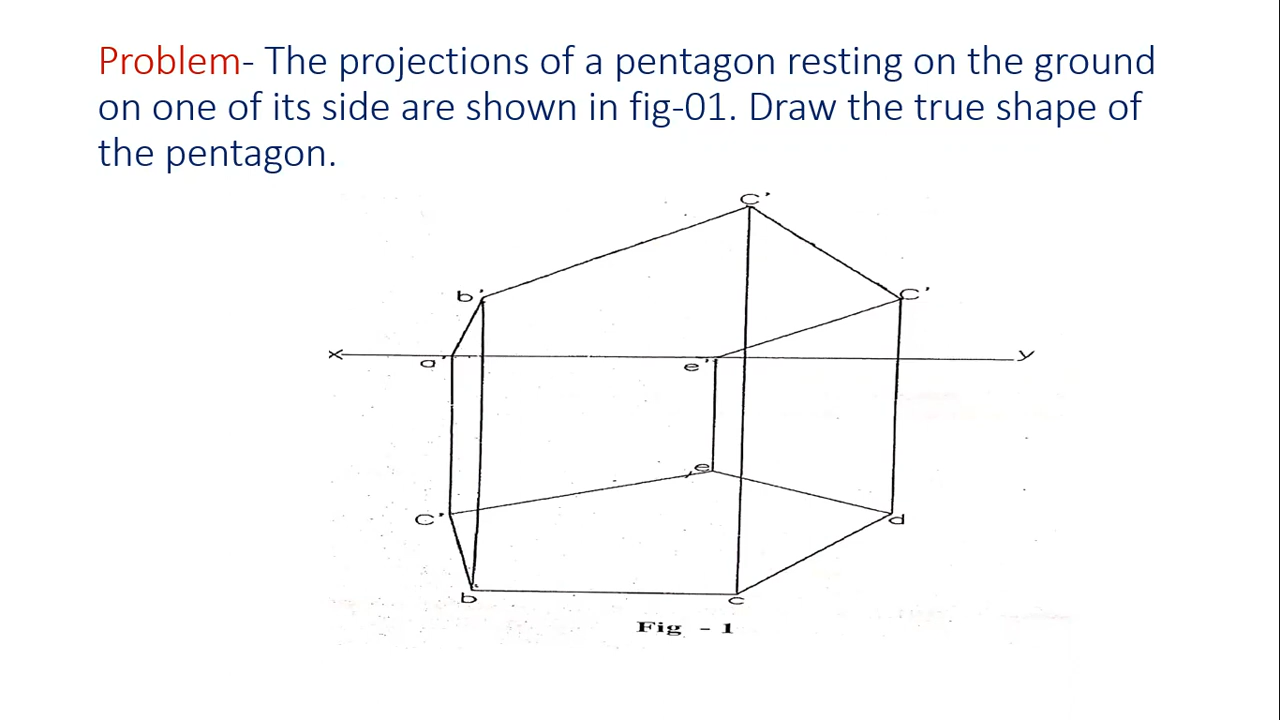 Problem- The projections of a pentagon resting on the ground
on one of its side are shown in fig-01. Draw the true shape of
the pentagon.
C'
b'
C'
x
a'
e'
y
e
C'
d
b
c
Fig - 1